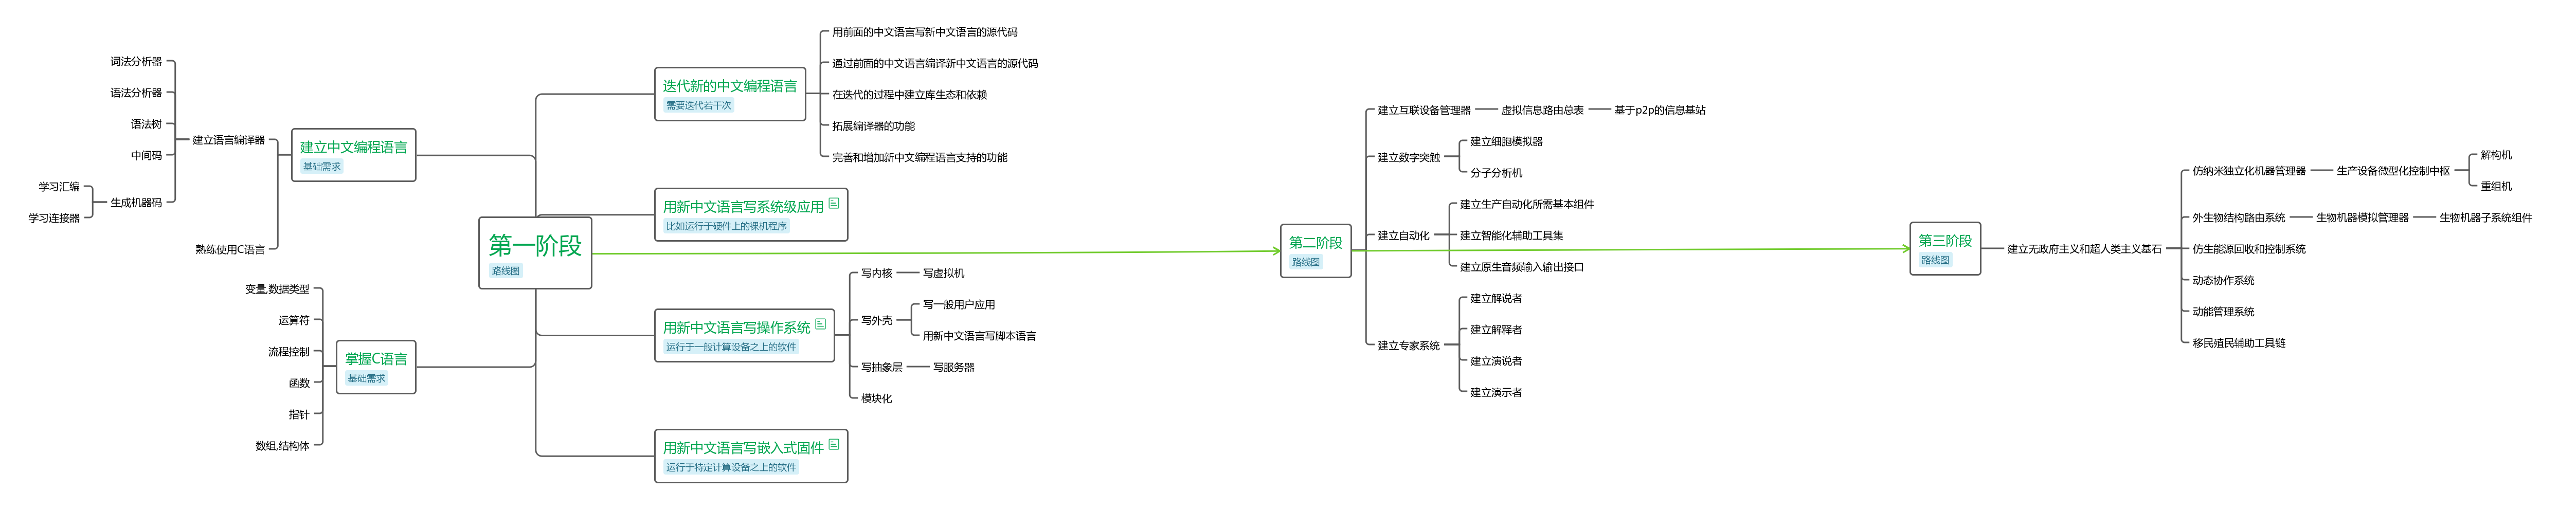 第一阶段
路线图
建立中文编程语言
基础需求
建立语言编译器
词法分析器
语法分析器
语法树
中间码
生成机器码
学习汇编
学习连接器
熟练使用C语言
掌握C语言
基础需求
变量,数据类型
运算符
流程控制
函数
指针
数组,结构体
迭代新的中文编程语言
需要迭代若干次
用前面的中文语言写新中文语言的源代码
通过前面的中文语言编译新中文语言的源代码
在迭代的过程中建立库生态和依赖
拓展编译器的功能
完善和增加新中文编程语言支持的功能
用新中文语言写系统级应用
比如运行于硬件上的裸机程序
用新中文语言写操作系统
运行于一般计算设备之上的软件
写内核
写虚拟机
写外壳
写一般用户应用
用新中文语言写脚本语言
写抽象层
写服务器
模块化
用新中文语言写嵌入式固件
运行于特定计算设备之上的软件
第二阶段
路线图
建立互联设备管理器
虚拟信息路由总表
基于p2p的信息基站
建立数字突触
建立细胞模拟器
分子分析机
建立自动化
建立生产自动化所需基本组件
建立智能化辅助工具集
建立原生音频输入输出接口
建立专家系统
建立解说者
建立解释者
建立演说者
建立演示者
第三阶段
路线图
建立无政府主义和超人类主义基石
仿纳米独立化机器管理器
生产设备微型化控制中枢
解构机
重组机
外生物结构路由系统
生物机器模拟管理器
生物机器子系统组件
仿生能源回收和控制系统
动态协作系统
动能管理系统
移民殖民辅助工具链